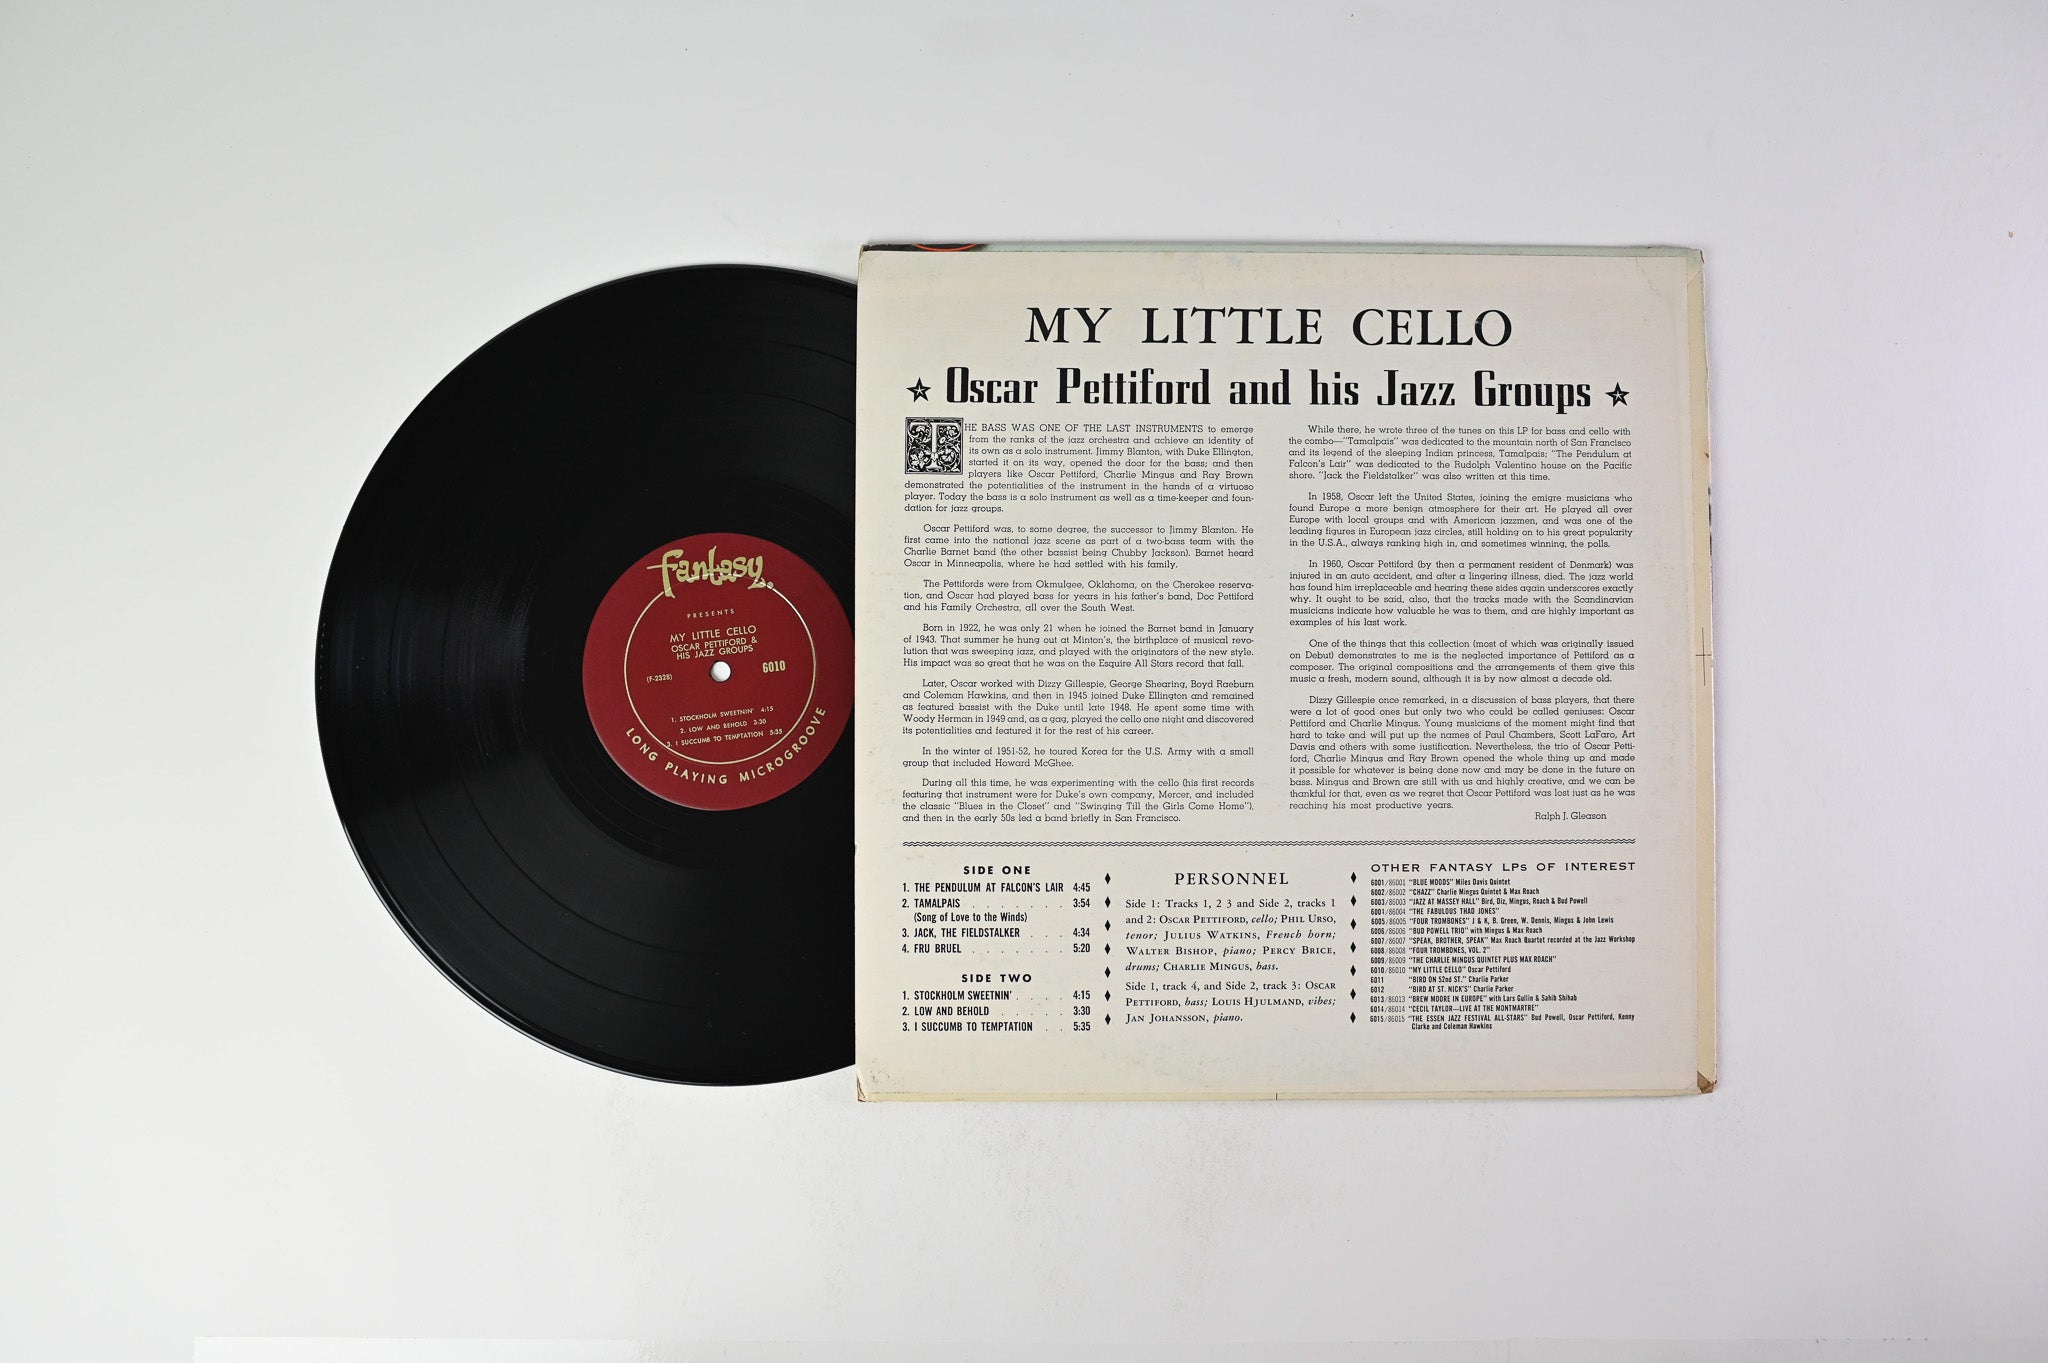 fantasy
PRESENTS
MY LITTLE CELLO
OSCAR PETTIFORD &
HIS JAZZ GROUPS
(F-2328)
6010
1. STOCKHOLM SWEETNIN' 4:15
2. LOW AND BEHOLD 3:30
3. I SUCCUMB TO TEMPTATION 5:35
LONG PLAYING MICROGROOVE
MY LITTLE CELLO
★ Oscar Pettiford and his Jazz Groups ★
THE BASS WAS ONE OF THE LAST INSTRUMENTS to emerge
from the ranks of the jazz orchestra and achieve an identity of
its own as a solo instrument. Jimmy Blanton, with Duke Ellington,
started it on its way, opened the door for the bass; and then
players like Oscar Pettiford, Charlie Mingus and Ray Brown
demonstrated the potentialities of the instrument in the hands of a virtuoso
player. Today the bass is a solo instrument as well as a time-keeper and foun-
dation for jazz groups.
Oscar Pettiford was, to some degree, the successor to Jimmy Blanton. He
first came into the national jazz scene as part of a two-bass team with the
Charlie Barnet band (the other bassist being Chubby Jackson). Barnet heard
Oscar in Minneapolis, where he had settled with his family.
The Pettifords were from Okmulgee, Oklahoma, on the Cherokee reserva-
tion, and Oscar had played bass for years in his father's band, Doc Pettiford
and his Family Orchestra, all over the South West.
Born in 1922, he was only 21 when he joined the Barnet band in January
of 1943. That summer he hung out at Minton's, the birthplace of musical revo-
lution that was sweeping jazz, and played with the originators of the new style.
His impact was so great that he was on the Esquire All Stars record that fall.
Later, Oscar worked with Dizzy Gillespie, George Shearing, Boyd Raeburn
and Coleman Hawkins, and then in 1945 joined Duke Ellington and remained
as featured bassist with the Duke until late 1948. He spent some time with
Woody Herman in 1949 and, as a gag, played the cello one night and discovered
its potentialities and featured it for the rest of his career.
In the winter of 1951-52, he toured Korea for the U.S. Army with a small
group that included Howard McGhee.
During all this time, he was experimenting with the cello (his first records
featuring that instrument were for Duke's own company, Mercer, and included
the classic "Blues in the Closet" and "Swinging Till the Girls Come Home"),
and then in the early 50s led a band briefly in San Francisco.
While there, he wrote three of the tunes on this LP for bass and cello with
the combo—"Tamalpais" was dedicated to the mountain north of San Francisco
and its legend of the sleeping Indian princess, Tamalpais; "The Pendulum at
Falcon's Lair" was dedicated to the Rudolph Valentino house on the Pacific
shore. "Jack the Fieldstalker" was also written at this time.
In 1958, Oscar left the United States, joining the emigre musicians who
found Europe a more benign atmosphere for their art. He played all over
Europe with local groups and with American jazzmen, and was one of the
leading figures in European jazz circles, still holding on to his great popularity
in the U.S.A., always ranking high in, and sometimes winning, the polls.
In 1960, Oscar Pettiford (by then a permanent resident of Denmark) was
injured in an auto accident, and after a lingering illness, died. The jazz world
has found him irreplaceable and hearing these sides again underscores exactly
why. It ought to be said, also, that the tracks made with the Scandinavian
musicians indicate how valuable he was to them, and are highly important as
examples of his last work.
One of the things that this collection (most of which was originally issued
on Debut) demonstrates to me is the neglected importance of Pettiford as a
composer. The original compositions and the arrangements of them give this
music a fresh, modern sound, although it is by now almost a decade old.
Dizzy Gillespie once remarked, in a discussion of bass players, that there
were a lot of good ones but only two who could be called geniuses: Oscar
Pettiford and Charlie Mingus. Young musicians of the moment might find that
hard to take and will put up the names of Paul Chambers, Scott LaFaro, Art
Davis and others with some justification. Nevertheless, the trio of Oscar Petti-
ford, Charlie Mingus and Ray Brown opened the whole thing up and made
it possible for whatever is being done now and may be done in the future on
bass. Mingus and Brown are still with us and highly creative, and we can be
thankful for that, even as we regret that Oscar Pettiford was lost just as he was
reaching his most productive years.
Ralph J. Gleason
SIDE ONE
1. THE PENDULUM AT FALCON'S LAIR 4:45
2. TAMALPAIS . . . . . . . . 3:54
(Song of Love to the Winds)
3. JACK, THE FIELDSTALKER . . . 4:34
4. FRU BRUEL . . . . . . . 5:20
SIDE TWO
1. STOCKHOLM SWEETNIN' . . . . 4:15
2. LOW AND BEHOLD . . . . . 3:30
3. I SUCCUMB TO TEMPTATION . . 5:35
PERSONNEL
Side 1: Tracks 1, 2 3 and Side 2, tracks 1
and 2: OSCAR PETTIFORD, cello; PHIL URSO,
tenor; JULIUS WATKINS, French horn;
WALTER BISHOP, piano; PERCY BRICE,
drums; CHARLIE MINGUS, bass.
Side 1, track 4, and Side 2, track 3: OSCAR
PETTIFORD, bass; LOUIS HJULMAND, vibes;
JAN JOHANSSON, piano.
OTHER FANTASY LPs OF INTEREST
6001/86001 "BLUE MOODS" Miles Davis Quintet
6002/86002 "CHAZZ" Charlie Mingus Quintet & Max Roach
6003/86003 "JAZZ AT MASSEY HALL" Bird, Diz, Mingus, Roach & Bud Powell
6001/86004 "THE FABULOUS THAD JONES"
6005/86005 "FOUR TROMBONES" J & K, B. Green, W. Dennis, Mingus & John Lewis
6006/86006 "BUD POWELL TRIO" with Mingus & Max Roach
6007/86007 "SPEAK, BROTHER, SPEAK" Max Roach Quartet recorded at the Jazz Workshop
6008/86008 "FOUR TROMBONES, VOL. 2"
6009/86009 "THE CHARLIE MINGUS QUINTET PLUS MAX ROACH"
6010/86010 "MY LITTLE CELLO" Oscar Pettiford
6011 "BIRD ON 52nd ST." Charlie Parker
6012 "BIRD AT ST. NICK'S" Charlie Parker
6013/86013 "BREW MOORE IN EUROPE" with Lars Gullin & Sahib Shihab
6014/86014 "CECIL TAYLOR—LIVE AT THE MONTMARTRE"
6015/86015 "THE ESSEN JAZZ FESTIVAL ALL-STARS" Bud Powell, Oscar Pettiford, Kenny
Clarke and Coleman Hawkins